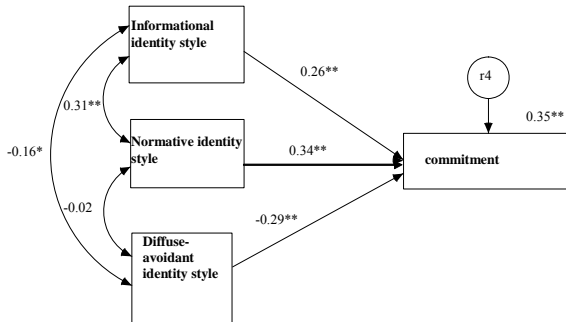 Informational
identity style
0.26**
r4
0.31**
0.35**
Normative identity
style
0.34**
commitment
-0.16*
-0.02
-0.29**
Diffuse-
avoidant
identity style